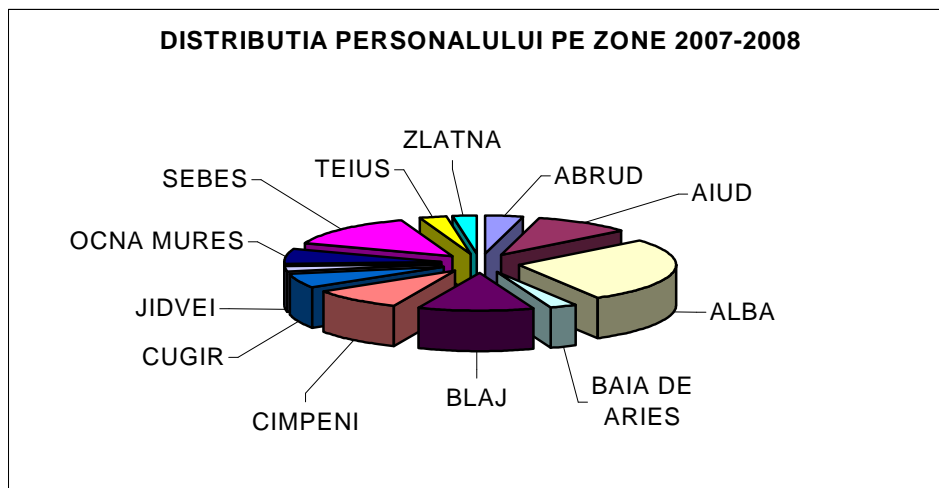 DISTRIBUTIA PERSONALULUI PE ZONE 2007-2008
ZLATNA
TEIUS
ABRUD
SEBES
AIUD
OCNA MURES
JIDVEI
ALBA
CUGIR
BAIA DE
ARIES
BLAJ
CIMPENI